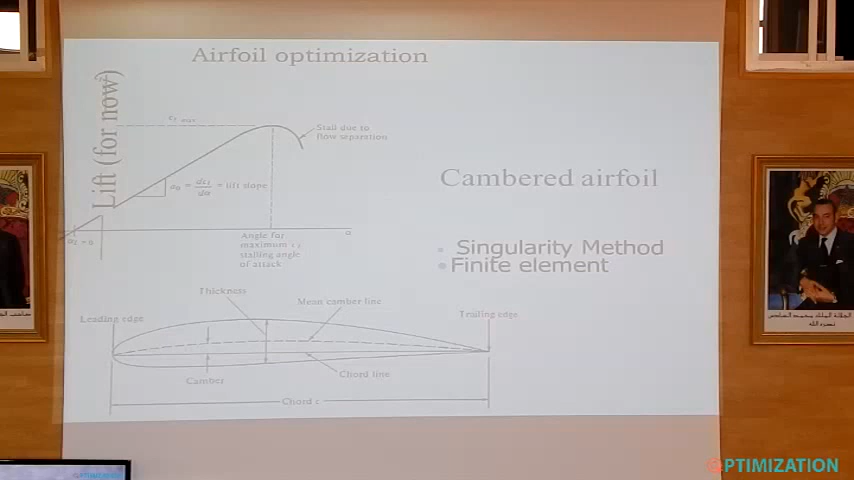 Airfoil optimization
Lift (for now)
Stall due to
flow separation
= lift slope
α
Angle for
maximum
stalling angle
of attack
Cambered airfoil
• Singularity Method
• Finite element
Thickness
Mean camber line
Leading edge
Trailing edge
Camber
Chord line
Chord c
PTIMIZATION